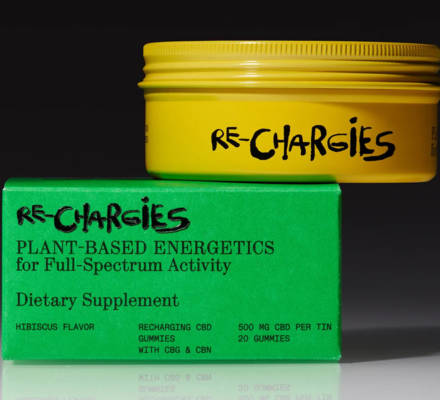 RE-CHARGiES
RE-CHARGiES
PLANT-BASED ENERGETICS
for Full-Spectrum Activity
Dietary Supplement
HIBISCUS FLAVOR
RECHARGING CBD
GUMMIES
WITH CBG & CBN
500 MG CBD PER TIN
20 GUMMIES